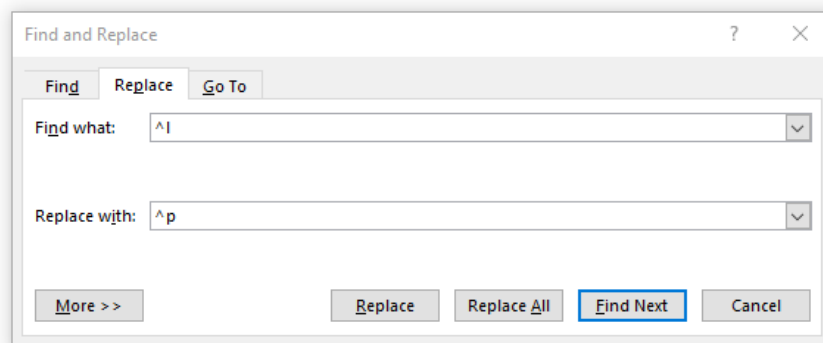 Find and Replace ?
Find Replace Go To
Find what: ^l
Replace with: ^p
More >> Replace Replace All Find Next Cancel